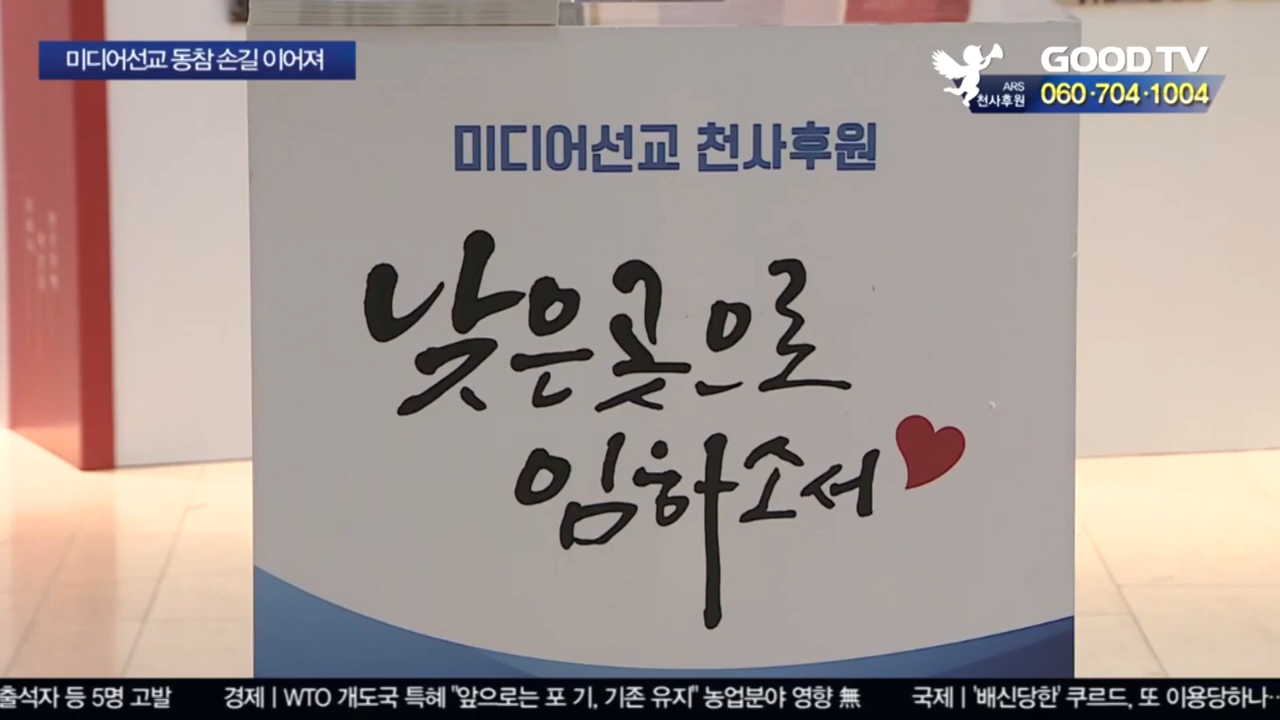 미디어선교 동참 손길 이어져
GOOD TV
ARS
천사후원
060·704·1004
미디어선교 천사후원
낮은곳으로
임하소서
출석자 등 5명 고발 경제 | WTO 개도국 특혜 "앞으로는 포 기, 기존 유지" 농업분야 영향 無 국제 | '배신당한' 쿠르드, 또 이용당하나…